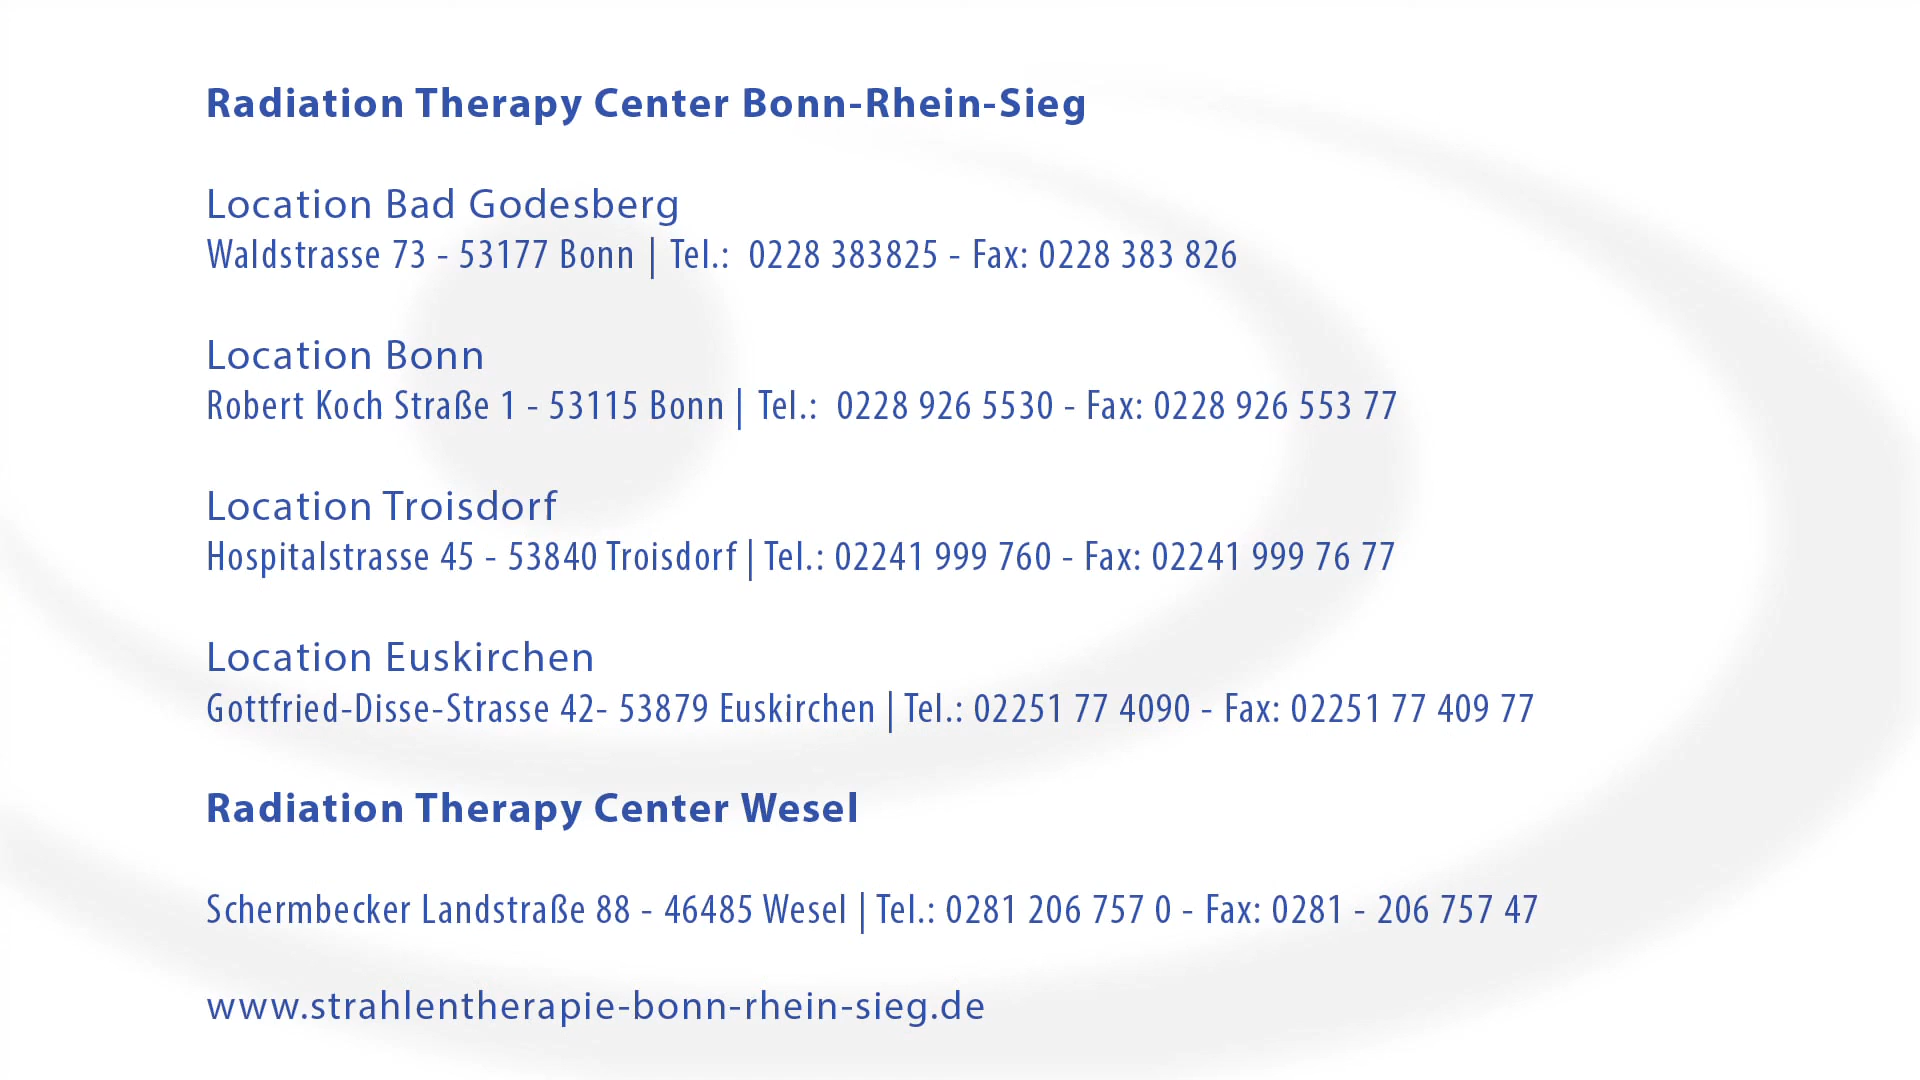 Radiation Therapy Center Bonn-Rhein-Sieg
Location Bad Godesberg
Waldstrasse 73 - 53177 Bonn | Tel.:  0228 383825 - Fax: 0228 383 826
Location Bonn
Robert Koch Straße 1 - 53115 Bonn | Tel.:  0228 926 5530 - Fax: 0228 926 553 77
Location Troisdorf
Hospitalstrasse 45 - 53840 Troisdorf | Tel.: 02241 999 760 - Fax: 02241 999 76 77
Location Euskirchen
Gottfried-Disse-Strasse 42- 53879 Euskirchen | Tel.: 02251 77 4090 - Fax: 02251 77 409 77
Radiation Therapy Center Wesel
Schermbecker Landstraße 88 - 46485 Wesel | Tel.: 0281 206 757 0 - Fax: 0281 - 206 757 47
www.strahlentherapie-bonn-rhein-sieg.de